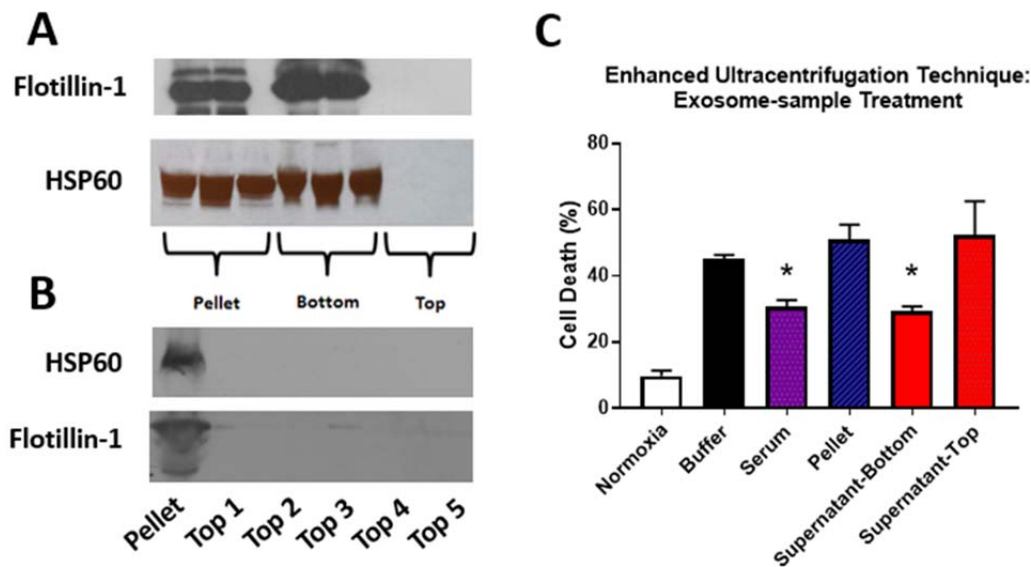 A
Flotillin-1
HSP60
Pellet
Bottom
Top
B
HSP60
Flotillin-1
Pellet
Top 1
Top 2
Top 3
Top 4
Top 5
C
Enhanced Ultracentrifugation Technique:
Exosome-sample Treatment
Cell Death (%)
80
60
40
20
0
*
*
Normoxia
Buffer
Serum
Pellet
Supernatant-Bottom
Supernatant-Top